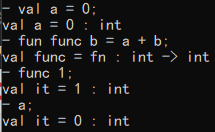 - val a = 0;
val a = 0 : int
- fun func b = a + b;
val func = fn : int -> int
- func 1;
val it = 1 : int
- a;
val it = 0 : int